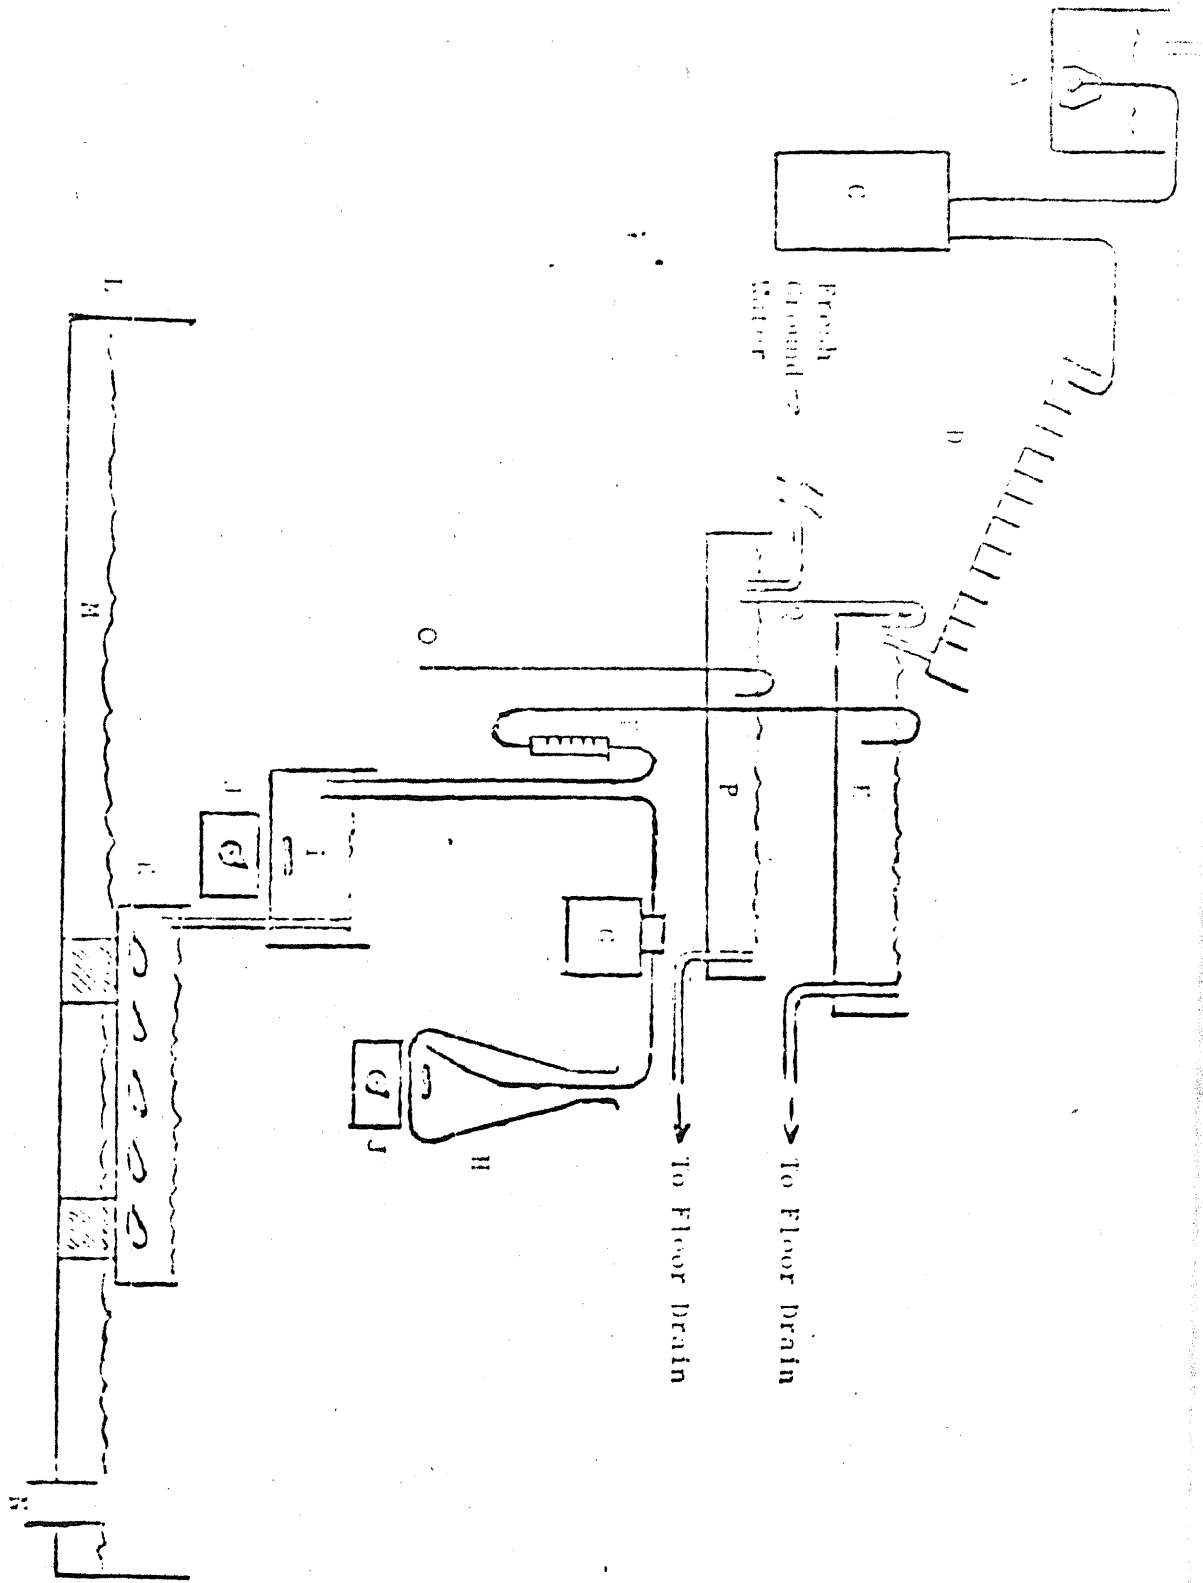 A
C
D
Fresh
Ground →
Water
Q
E
P
O
G
To Floor Drain
To Floor Drain
H
J
I
J
K
L
M
N